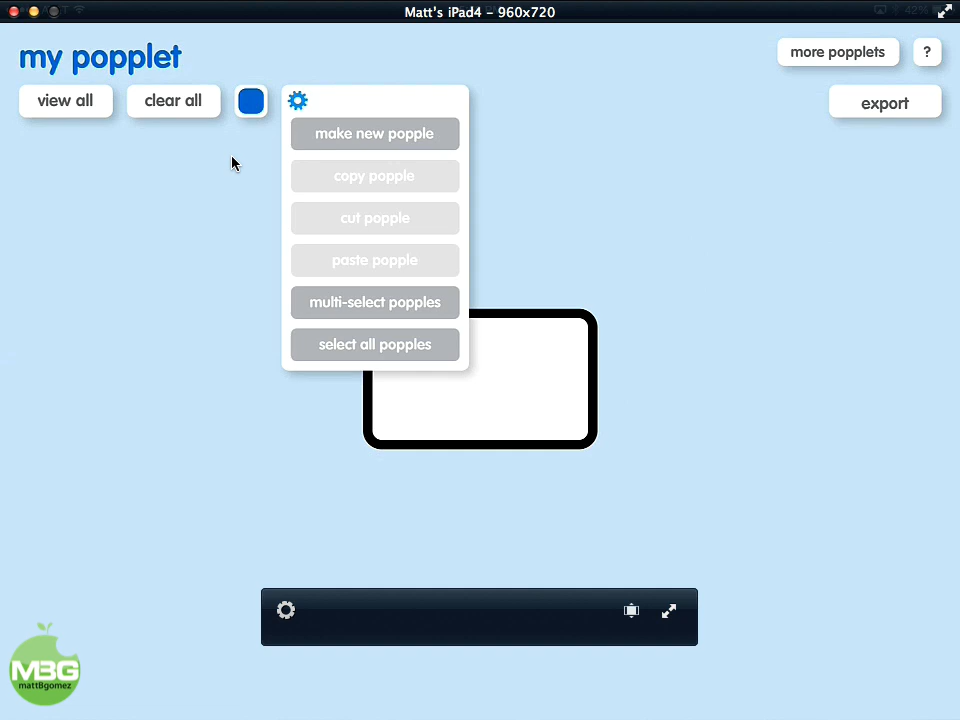 Matt's iPad4 - 960x720
my popplet
more popplets
?
view all
clear all
export
make new popple
copy popple
cut popple
paste popple
multi-select popples
select all popples
MBG
mattBgomez